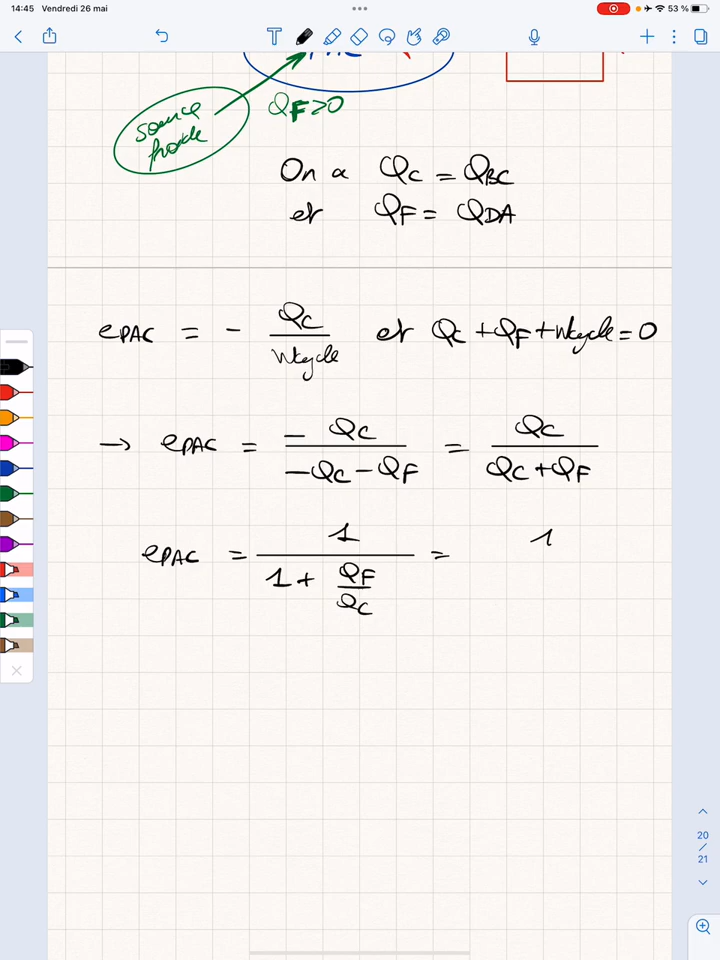 14:45 Vendredi 26 mai
53 %
source froide
QF>0
On a QC = QBC
et QF = QDA
ePAC = - QC / Wcycle et QC + QF + Wcycle = 0
→ ePAC = - QC / -QC - QF = QC / QC + QF
ePAC = 1 / 1 + QF / QC = 1
20
/
21